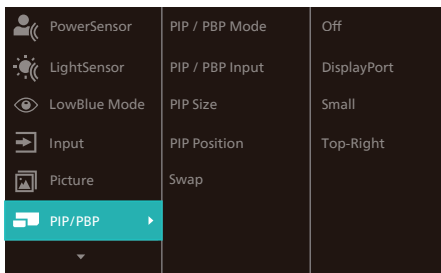 PowerSensor
LightSensor
LowBlue Mode
Input
Picture
PIP/PBP
PIP / PBP Mode
PIP / PBP Input
PIP Size
PIP Position
Swap
Off
DisplayPort
Small
Top-Right